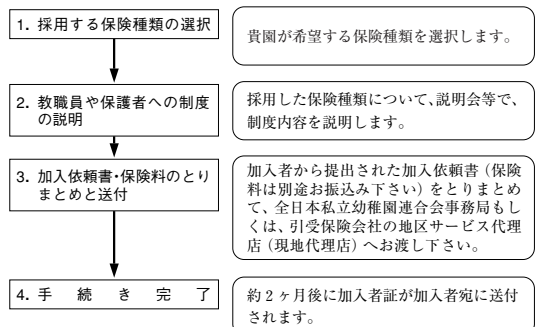 1. 採用する保険種類の選択
貴園が希望する保険種類を選択します。
2. 教職員や保護者への制度
の説明
採用した保険種類について、説明会等で、
制度内容を説明します。
3. 加入依頼書・保険料のとり
まとめと送付
加入者から提出された加入依頼書（保険
料は別途お振込み下さい）をとりまとめ
て、全日本私立幼稚園連合会事務局もし
くは、引受保険会社の地区サービス代理
店（現地代理店）へお渡し下さい。
4. 手続き完了
約２ヶ月後に加入者証が加入者宛に送付
されます。